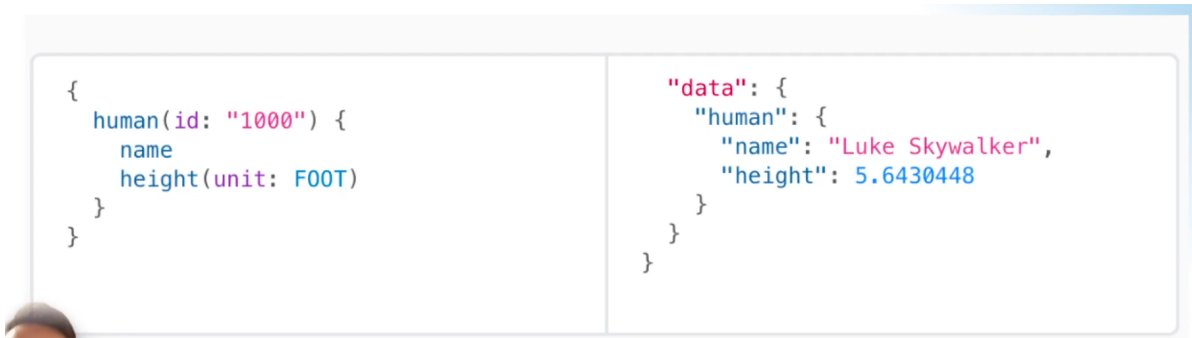 {
  human(id: "1000") {
    name
    height(unit: FOOT)
  }
}
"data": {
    "human": {
      "name": "Luke Skywalker",
      "height": 5.6430448
    }
  }
}